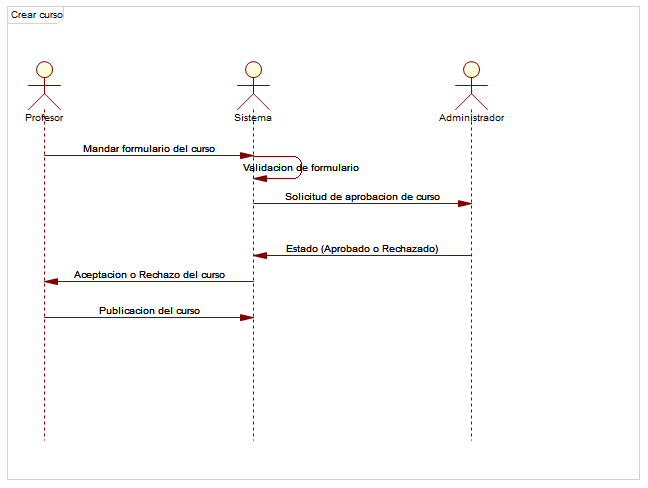 Crear curso
Profesor
Sistema
Administrador
Mandar formulario del curso
Validacion de formulario
Solicitud de aprobacion de curso
Estado (Aprobado o Rechazado)
Aceptacion o Rechazo del curso
Publicacion del curso